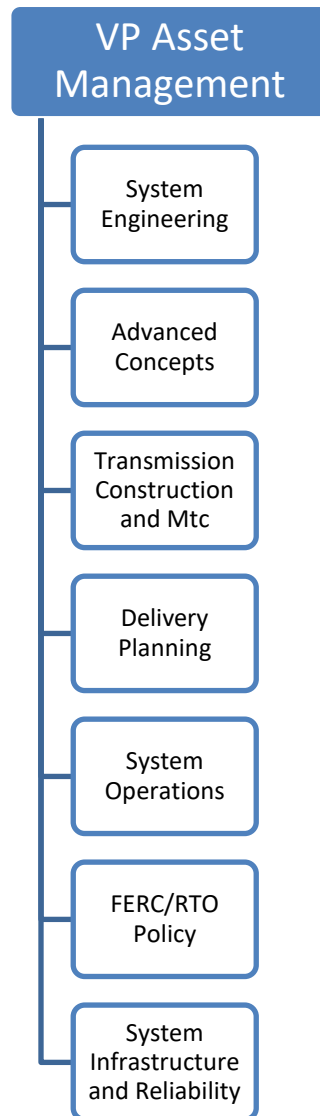 VP Asset
Management
System
Engineering
Advanced
Concepts
Transmission
Construction
and Mtc
Delivery
Planning
System
Operations
FERC/RTO
Policy
System
Infrastructure
and Reliability